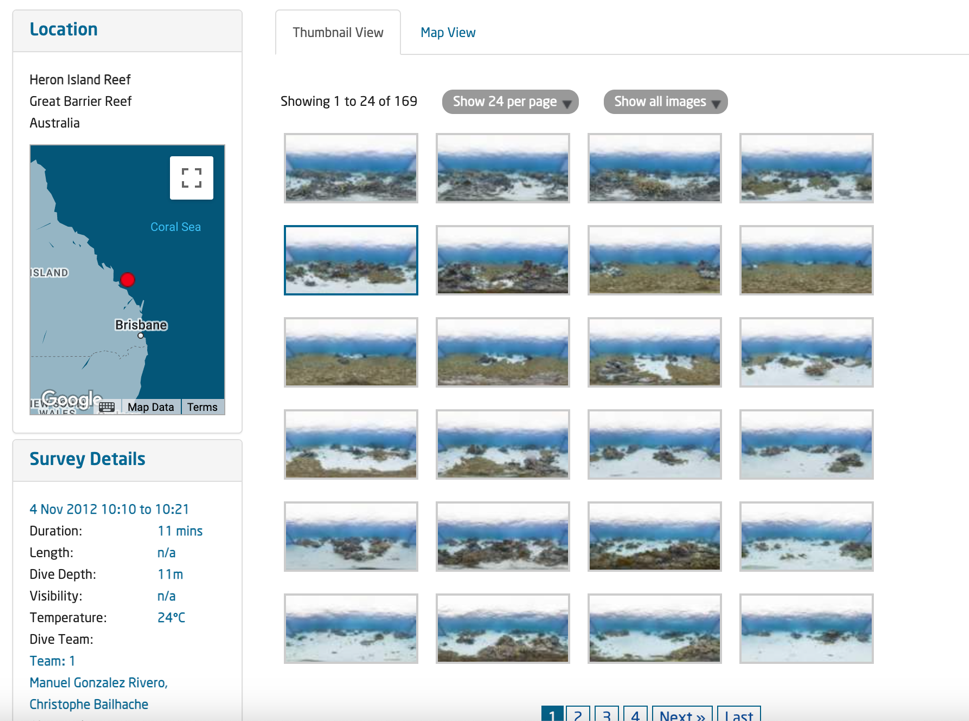 Location
Heron Island Reef
Great Barrier Reef
Australia
Coral Sea
ISLAND
Brisbane
Google
WALES
Map Data
Terms
Survey Details
4 Nov 2012 10:10 to 10:21
Duration: 11 mins
Length: n/a
Dive Depth: 11m
Visibility: n/a
Temperature: 24°C
Dive Team:
Team: 1
Manuel Gonzalez Rivero,
Christophe Bailhache
Thumbnail View
Map View
Showing 1 to 24 of 169
Show 24 per page
Show all images
1 2 3 4 Next » Last